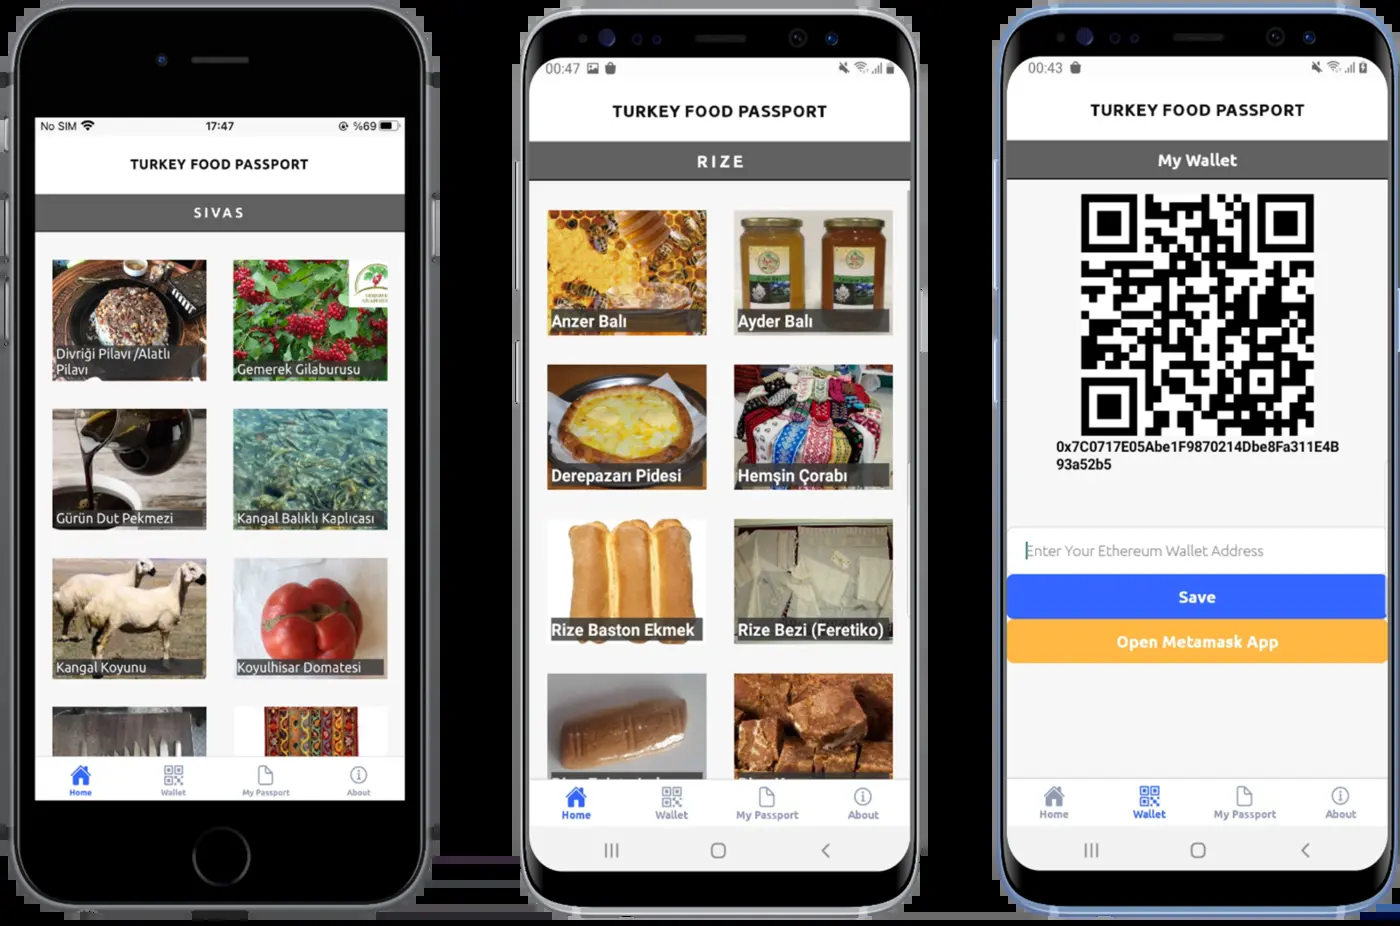 No SIM
17:47
%69
TURKEY FOOD PASSPORT
SIVAS
Divriği Pilavı /Alatlı
Pilavı
Gemerek Gilaburusu
Gürün Dut Pekmezi
Kangal Balıklı Kaplıcası
Kangal Koyunu
Koyulhisar Domatesi
Home
Wallet
My Passport
About
00:47
TURKEY FOOD PASSPORT
RIZE
Anzer Balı
Ayder Balı
Derepazarı Pidesi
Hemşin Çorabı
Rize Baston Ekmek
Rize Bezi (Feretiko)
Home
Wallet
My Passport
About
00:43
TURKEY FOOD PASSPORT
My Wallet
0x7C0717E05Abe1F9870214Dbe8Fa311E4B
93a52b5
Enter Your Ethereum Wallet Address
Save
Open Metamask App
Home
Wallet
My Passport
About